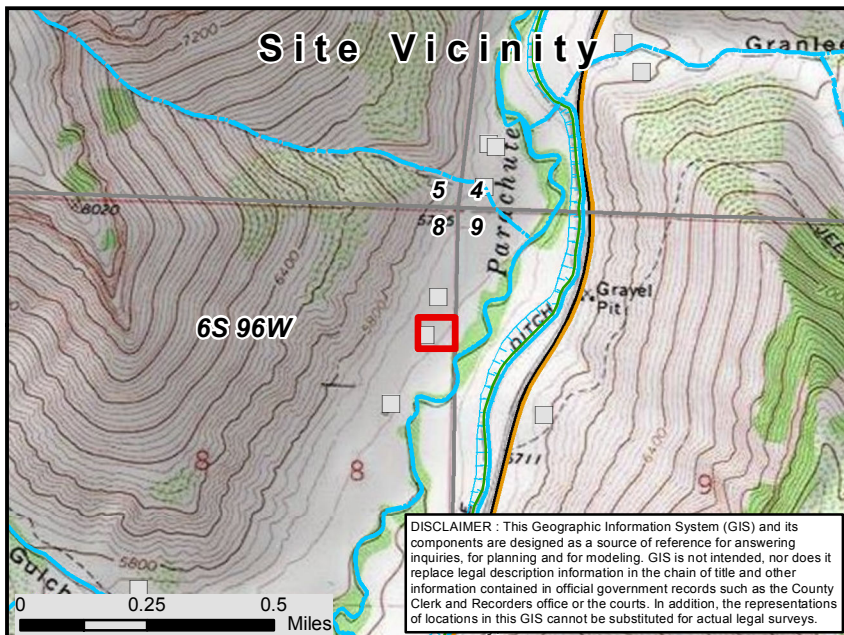 Site Vicinity
7200
Granlee
Parachute
5 4
8020
5795
8 9
6400
5800
JEE
7000
Gravel
Pit
6S 96W
DITCH
6400
5711
8
8
9
5800
Gulch
DISCLAIMER : This Geographic Information System (GIS) and its
components are designed as a source of reference for answering
inquiries, for planning and for modeling. GIS is not intended, nor does it
replace legal description information in the chain of title and other
information contained in official government records such as the County
Clerk and Recorders office or the courts. In addition, the representations
of locations in this GIS cannot be substituted for actual legal surveys.
0 0.25 0.5
Miles